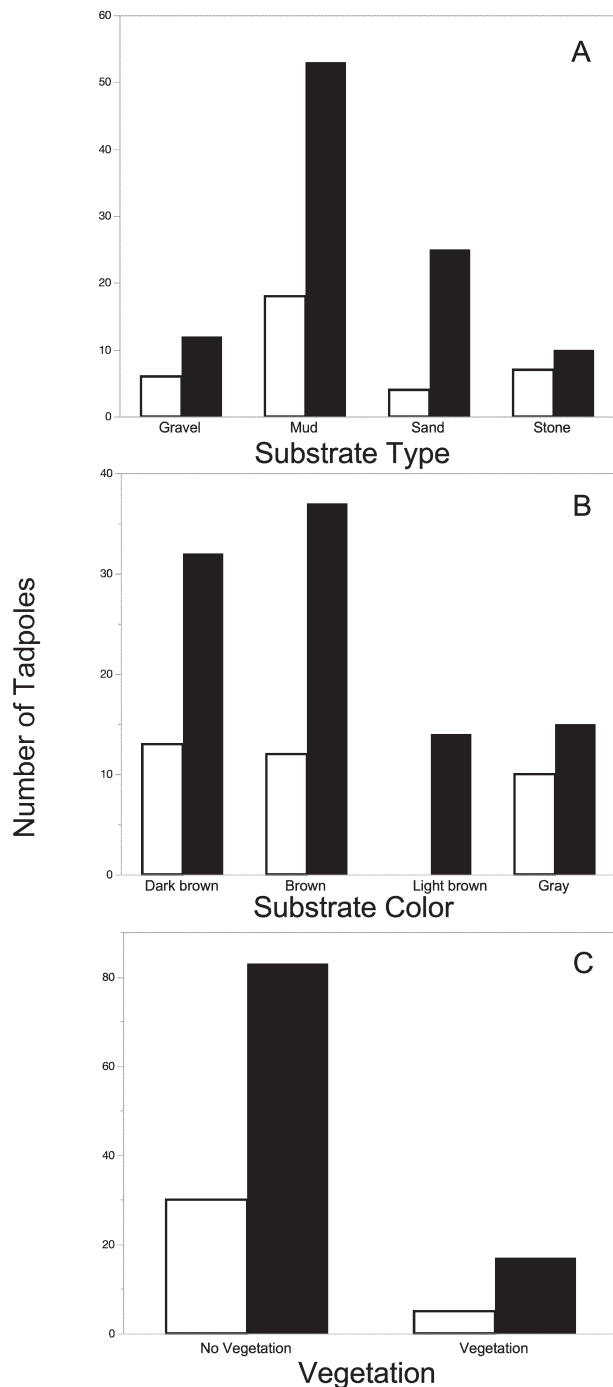 A
60
50
40
30
20
10
0
Gravel Mud Sand Stone
Substrate Type
B
40
30
20
10
0
Dark brown Brown Light brown Gray
Substrate Color
Number of Tadpoles
C
80
60
40
20
0
No Vegetation Vegetation
Vegetation